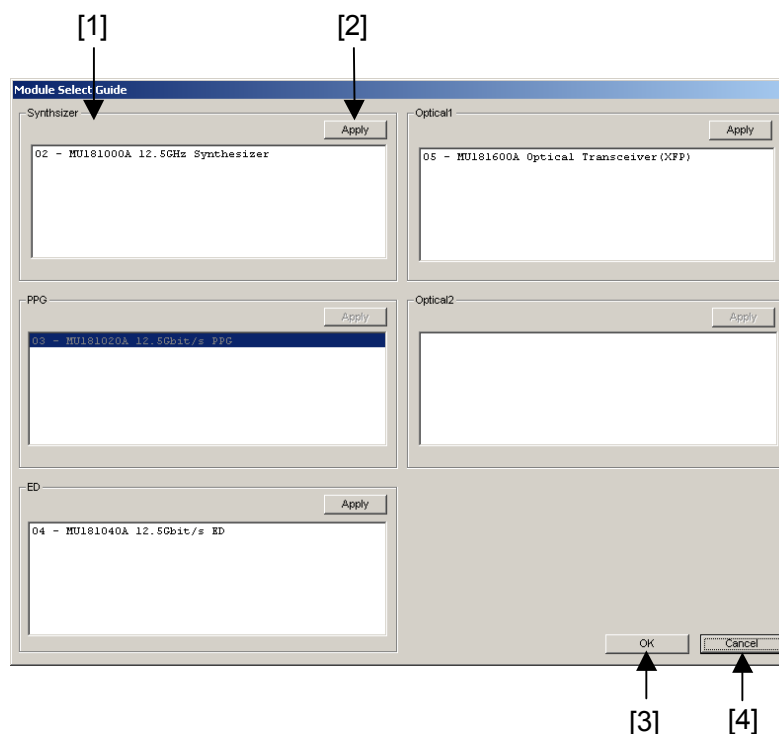 [1]
[2]
Module Select Guide
Synthsizer
Apply
02 - MU181000A 12.5GHz Synthesizer
Optical1
Apply
05 - MU181600A Optical Transceiver(XFP)
PPG
Apply
03 - MU181020A 12.5Gbit/s PPG
Optical2
Apply
ED
Apply
04 - MU181040A 12.5Gbit/s ED
OK
Cancel
[3]
[4]